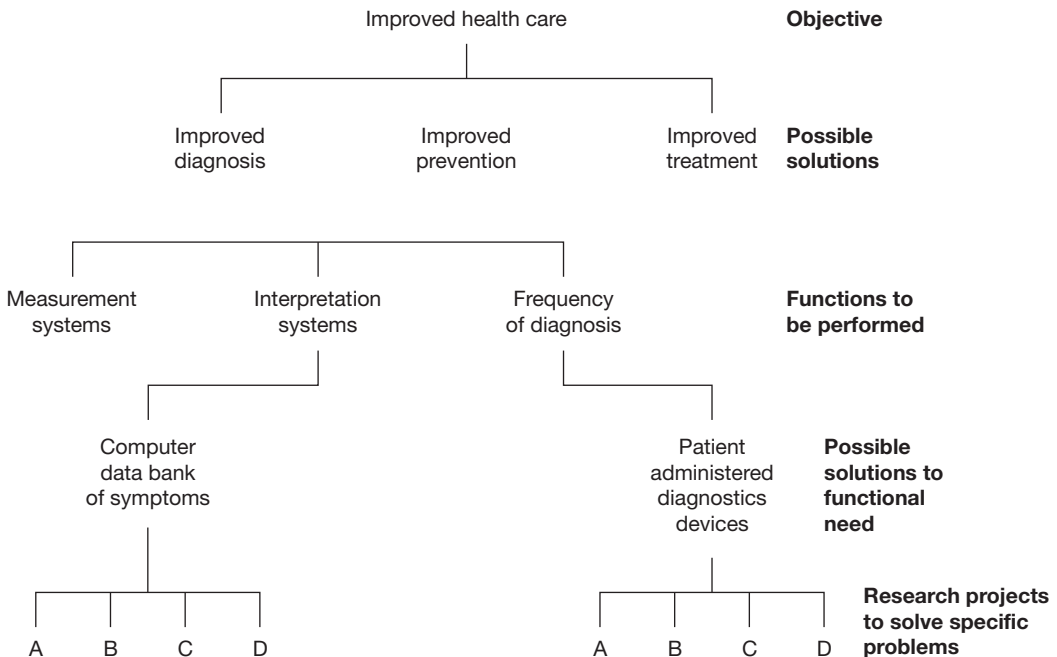 Improved health care
Objective
Improved
diagnosis
Improved
prevention
Improved
treatment
Possible
solutions
Measurement
systems
Interpretation
systems
Frequency
of diagnosis
Functions to
be performed
Computer
data bank
of symptoms
Patient
administered
diagnostics
devices
Possible
solutions to
functional
need
A B C D
A B C D
Research projects
to solve specific
problems